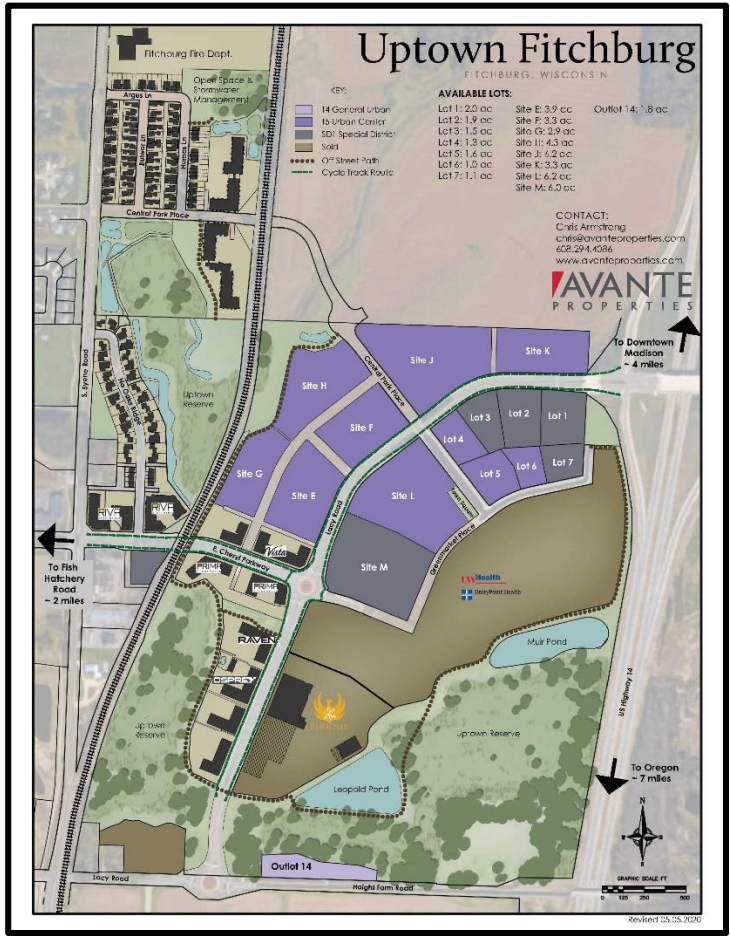 Uptown Fitchburg
FITCHBURG, WISCONSIN
Fitchburg Fire Dept.
Open Space &
Stormwater
Management
KEY:
T4 General Urban
T5 Urban Center
SD1 Special District
Sold
Off Street Path
Cycle Track Route
AVAILABLE LOTS:
Lot 1: 2.0 ac
Lot 2: 1.9 ac
Lot 3: 1.5 ac
Lot 4: 1.3 ac
Lot 5: 1.6 ac
Lot 6: 1.0 ac
Lot 7: 1.1 ac
Site E: 3.9 ac
Site F: 3.3 ac
Site G: 2.9 ac
Site H: 4.3 ac
Site J: 6.2 ac
Site K: 3.3 ac
Site L: 6.2 ac
Site M: 6.0 ac
Outlot 14: 1.8 ac
CONTACT:
Chris Armstrong
chris@avanteproperties.com
608.294.4086
www.avanteproperties.com
AVANTE
PROPERTIES
Argus Ln
Notway Ln
Central Park Place
To Downtown
Madison
~ 4 miles
S. Syene Road
Uptown
Reserve
Central Park Place
Site H
Site J
Site K
Site F
Site G
Site E
Site L
Site M
Lot 3
Lot 2
Lot 1
Lot 4
Lot 5
Lot 6
Lot 7
Town Square
Lacy Road
Greenmarket Place
E. Cheryl Parkway
Vista
To Fish
Hatchery
Road
~ 2 miles
UWHealth
UnityPoint Health
RAVEN
OSPREY
PHOENIX
Muir Pond
US Highway 14
Uptown
Reserve
Uptown Reserve
Leopold Pond
To Oregon
~ 7 miles
N
Outlot 14
Lacy Road
Haight Farm Road
GRAPHIC SCALE FT
0 125 250 500
Revised 05.05.2020